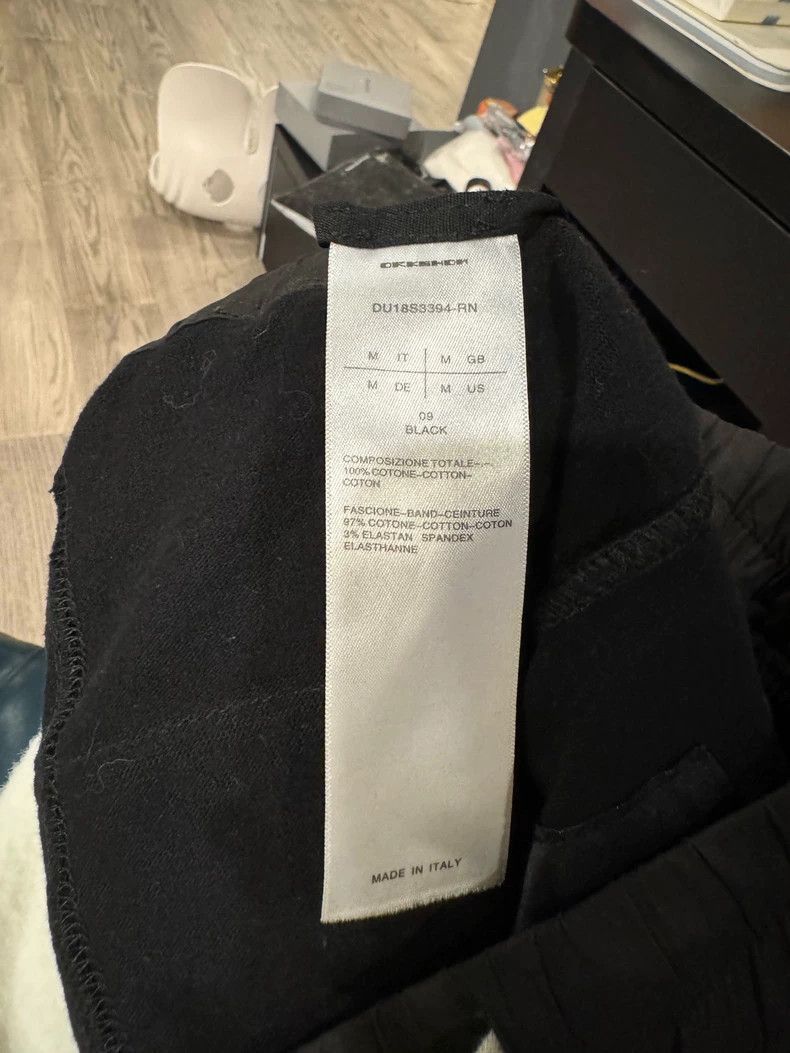 DU18S3394-RN
M IT M GB
M DE M US
09
BLACK
COMPOSIZIONE TOTALE-.-.
100% COTONE-COTTON-
COTON
FASCIONE-BAND-CEINTURE
97% COTONE-COTTON-COTON
3% ELASTAN SPANDEX
ELASTHANNE
MADE IN ITALY